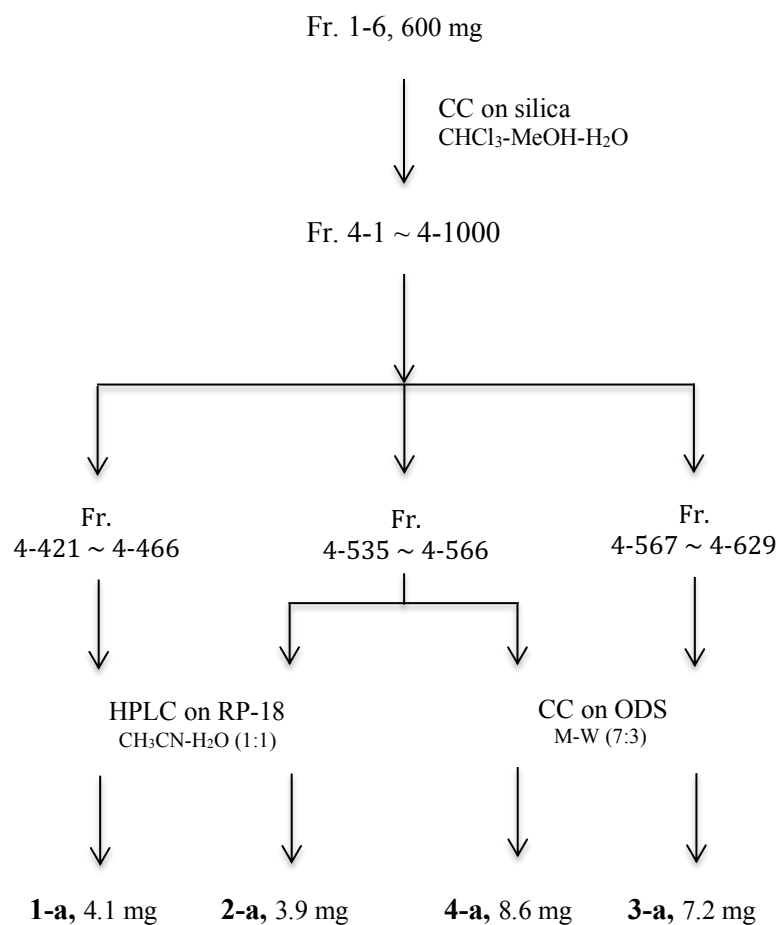 Fr. 1-6, 600 mg
CC on silica
CHCl₃-MeOH-H₂O
Fr. 4-1 ~ 4-1000
Fr.
4-421 ~ 4-466
Fr.
4-535 ~ 4-566
Fr.
4-567 ~ 4-629
HPLC on RP-18
CH₃CN-H₂O (1:1)
CC on ODS
M-W (7:3)
1-a, 4.1 mg
2-a, 3.9 mg
4-a, 8.6 mg
3-a, 7.2 mg